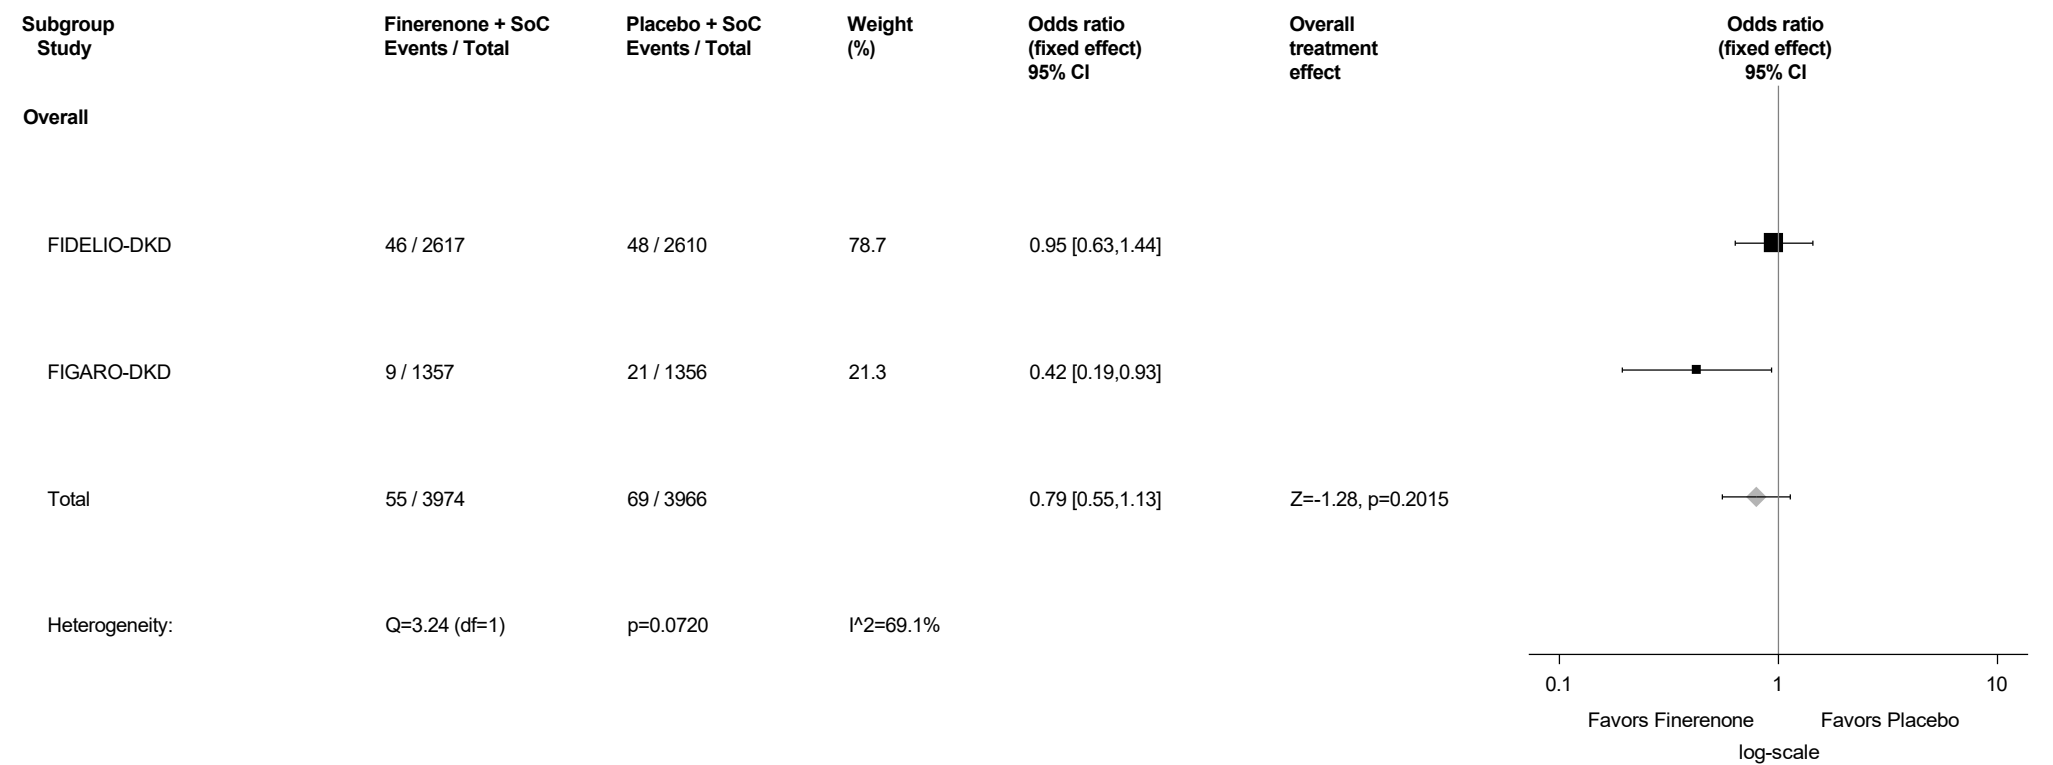 Subgroup Finerenone + SoC Placebo + SoC Weight Odds ratio Overall Odds ratio
Study Events / Total Events / Total (%) (fixed effect) treatment (fixed effect)
95% CI effect 95% CI
Overall
FIDELIO-DKD 46 / 2617 48 / 2610 78.7 0.95 [0.63,1.44]
FIGARO-DKD 9 / 1357 21 / 1356 21.3 0.42 [0.19,0.93]
Total 55 / 3974 69 / 3966 0.79 [0.55,1.13] Z=-1.28, p=0.2015
Heterogeneity: Q=3.24 (df=1) p=0.0720 I^2=69.1%
0.1 1 10
Favors Finerenone Favors Placebo
log-scale